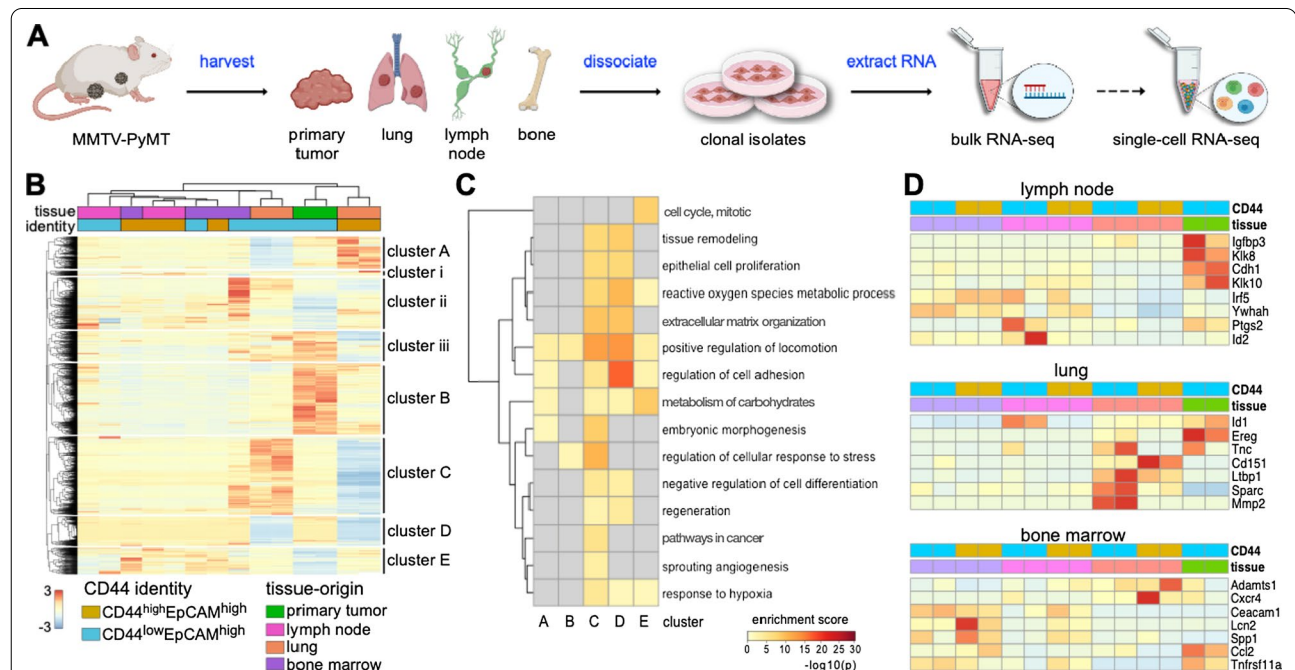 A
harvest
dissociate
extract RNA
MMTV-PyMT
primary
tumor
lung
lymph
node
bone
clonal isolates
bulk RNA-seq
single-cell RNA-seq
B
tissue
identity
cluster A
cluster i
cluster ii
cluster iii
cluster B
cluster C
cluster D
cluster E
3
-3
CD44 identity
CD44highEpCAMhigh
CD44lowEpCAMhigh
tissue-origin
primary tumor
lymph node
lung
bone marrow
C
cell cycle, mitotic
tissue remodeling
epithelial cell proliferation
reactive oxygen species metabolic process
extracellular matrix organization
positive regulation of locomotion
regulation of cell adhesion
metabolism of carbohydrates
embryonic morphogenesis
regulation of cellular response to stress
negative regulation of cell differentiation
regeneration
pathways in cancer
sprouting angiogenesis
response to hypoxia
A B C D E cluster
enrichment score
0 5 10 15 20 25 30
-log10(p)
D
lymph node
CD44
tissue
Igfbp3
Klk8
Cdh1
Klk10
Irf5
Ywhah
Ptgs2
Id2
lung
CD44
tissue
Id1
Ereg
Tnc
Cd151
Ltbp1
Sparc
Mmp2
bone marrow
CD44
tissue
Adamts1
Cxcr4
Ceacam1
Lcn2
Spp1
Ccl2
Tnfrsf11a